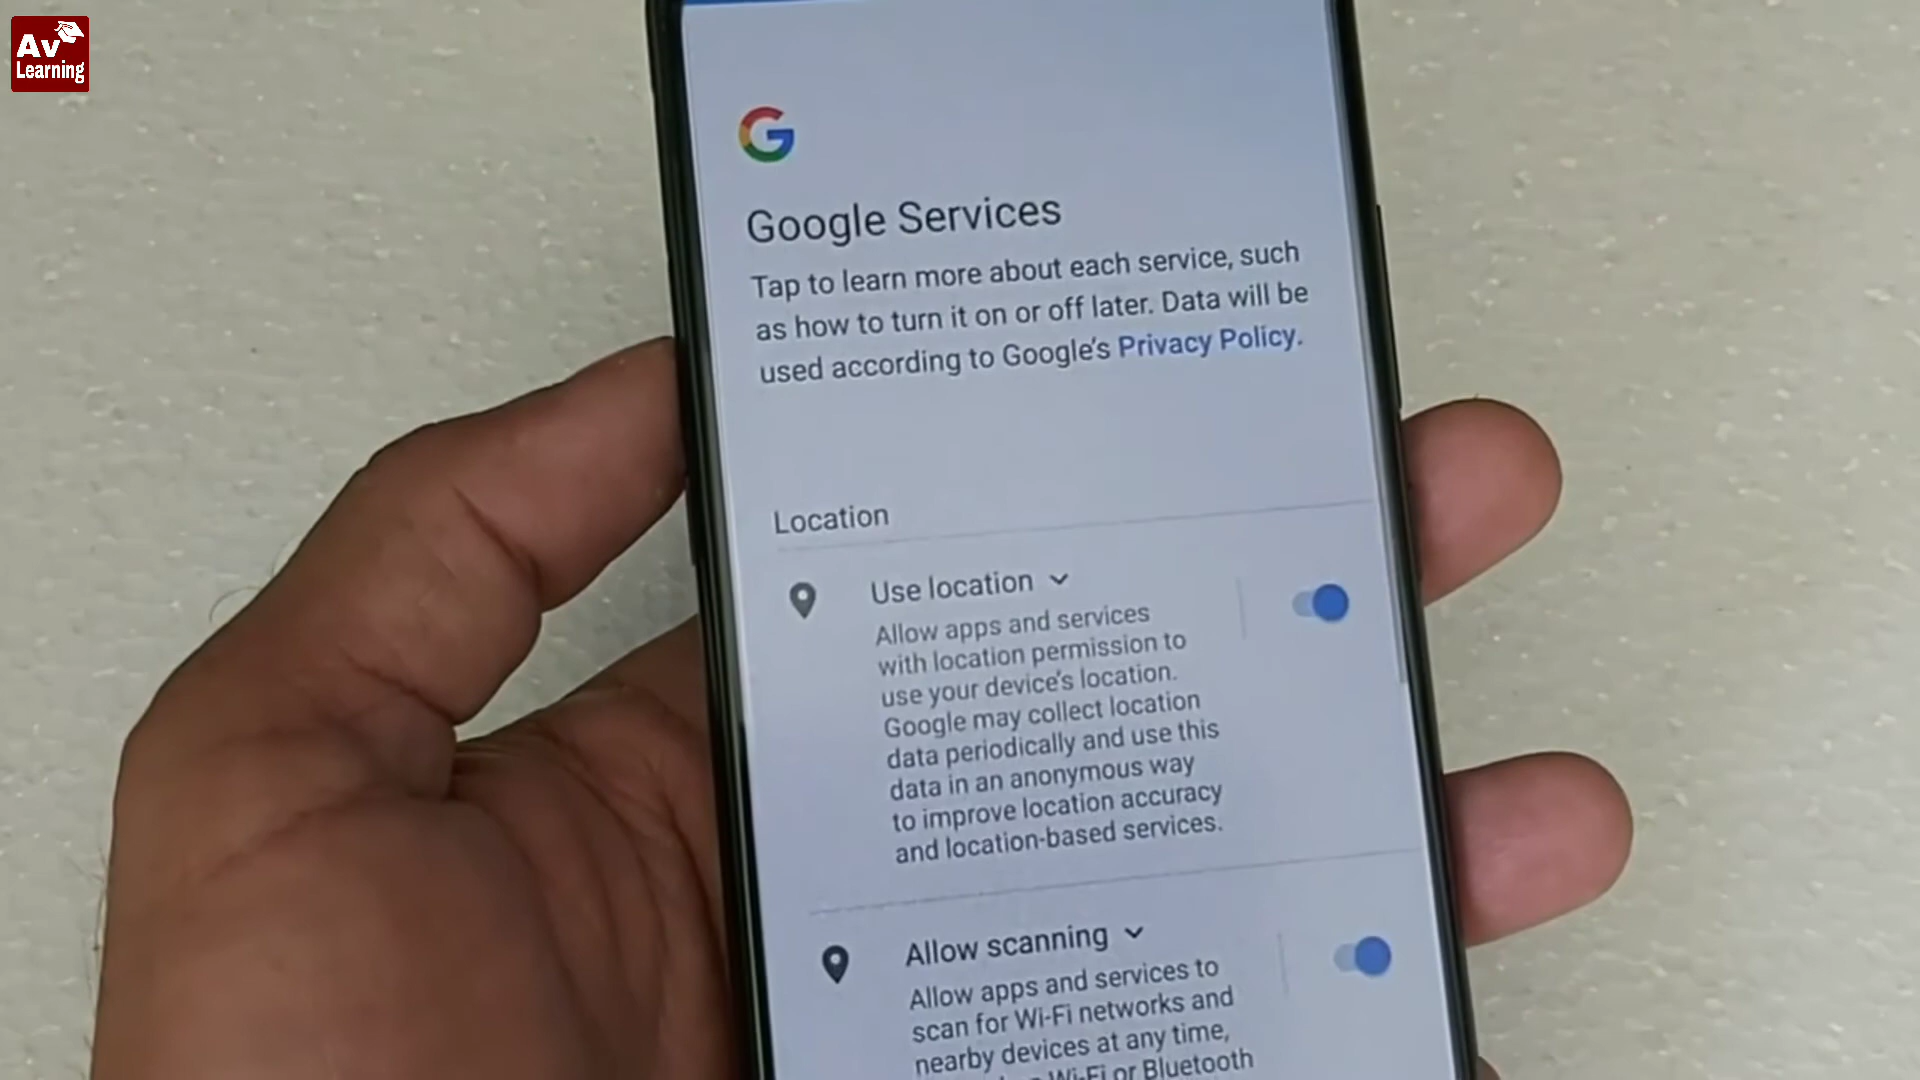 Av
Learning
Google Services
Tap to learn more about each service, such
as how to turn it on or off later. Data will be
used according to Google's Privacy Policy.
Location
Use location
Allow apps and services
with location permission to
use your device's location.
Google may collect location
data periodically and use this
data in an anonymous way
to improve location accuracy
and location-based services.
Allow scanning
Allow apps and services to
scan for Wi-Fi networks and
nearby devices at any time,
Wi-Fi or Bluetooth